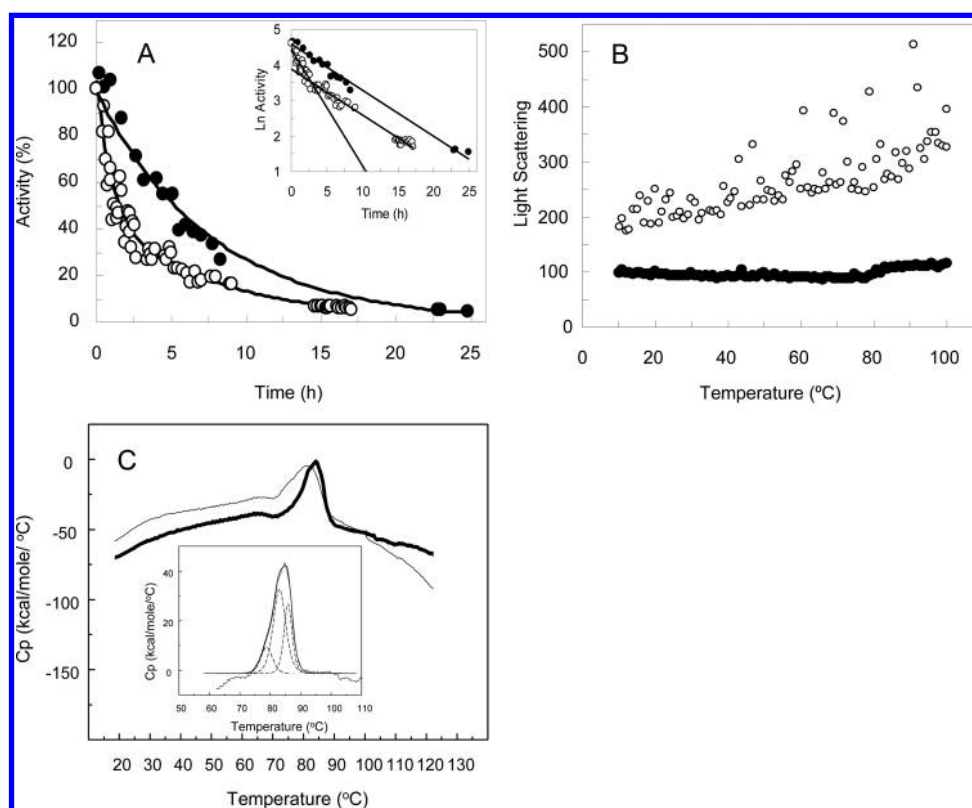 A
Activity (%)
120
100
80
60
40
20
0
0 5 10 15 20 25
Time (h)
Ln Activity
5
4
3
2
1
0 5 10 15 20 25
Time (h)
B
Light Scattering
500
400
300
200
100
0
0 20 40 60 80 100
Temperature (ºC)
C
Cp (kcal/mole/ ºC)
0
-50
-100
-150
20 30 40 50 60 70 80 90 100 110 120 130
Temperature (ºC)
Cp (kcal/mole/ºC)
40
20
0
50 60 70 80 90 100 110
Temperature (ºC)